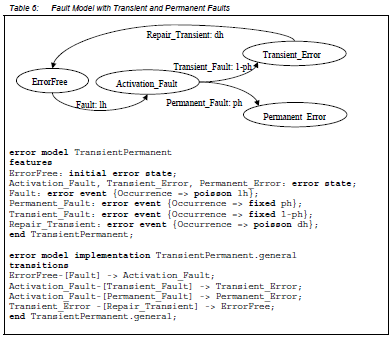 Table 6: Fault Model with Transient and Permanent Faults
Repair_Transient: dh
Transient_Error
Transient_Fault: 1-ph
ErrorFree
Activation_Fault
Fault: lh
Permanent_Fault: ph
Permanent Error
error model TransientPermanent
features
ErrorFree: initial error state;
Activation_Fault, Transient_Error, Permanent_Error: error state;
Fault: error event {Occurrence => poisson lh};
Permanent_Fault: error event {Occurrence => fixed ph};
Transient_Fault: error event {Occurrence => fixed 1-ph};
Repair_Transient: error event {Occurrence => poisson dh};
end TransientPermanent;
error model implementation TransientPermanent.general
transitions
ErrorFree-[Fault] -> Activation_Fault;
Activation_Fault-[Transient_Fault] -> Transient_Error;
Activation_Fault-[Permanent_Fault] -> Permanent_Error;
Transient_Error -[Repair_Transient] -> ErrorFree;
end TransientPermanent.general;